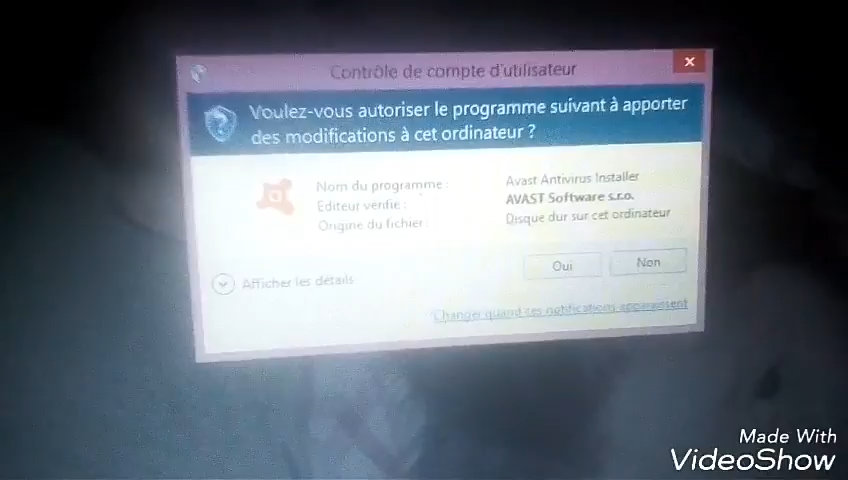 Contrôle de compte d'utilisateur
Voulez-vous autoriser le programme suivant à apporter
des modifications à cet ordinateur ?
Nom du programme : Avast Antivirus Installer
Éditeur vérifié : AVAST Software s.r.o.
Origine du fichier : Disque dur sur cet ordinateur
Oui Non
Afficher les détails
Changer quand ces notifications apparaissent
Made With
VideoShow